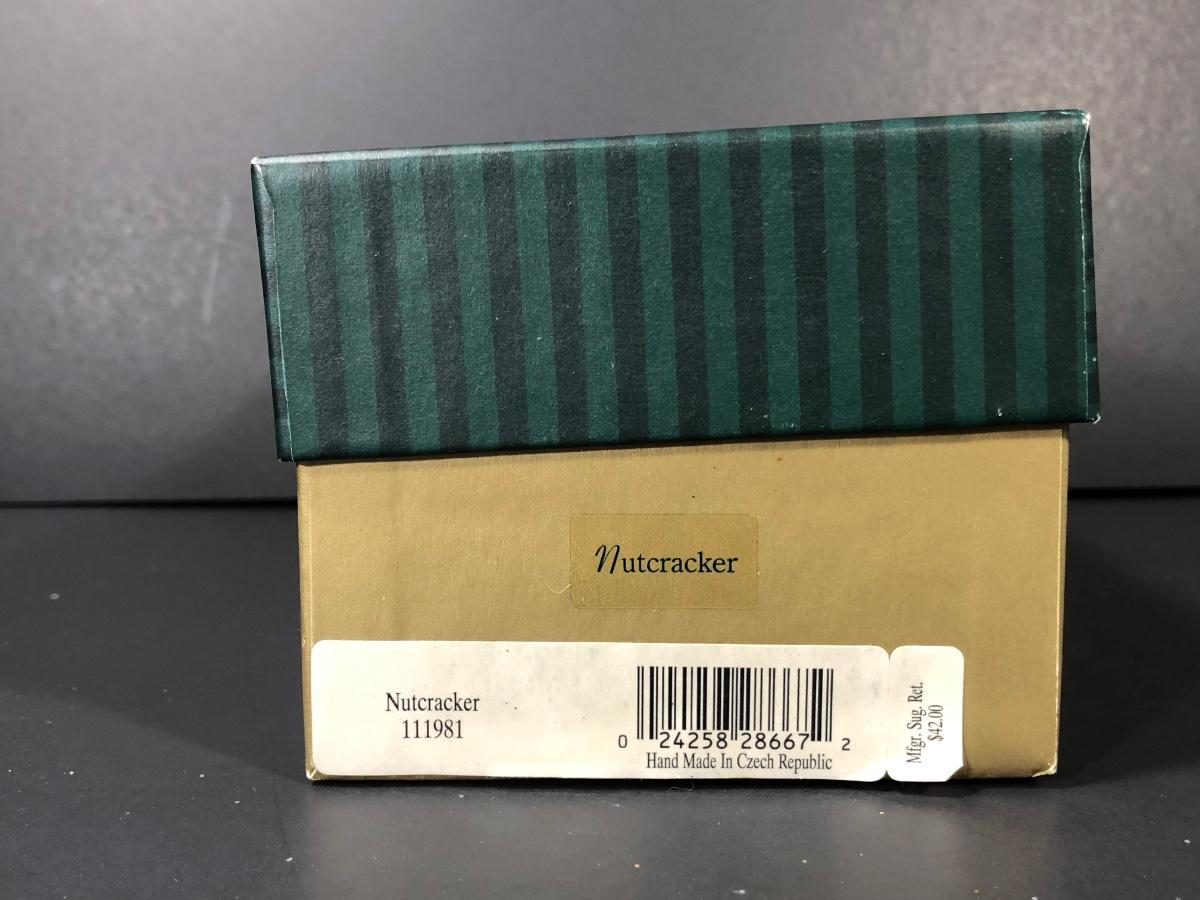 Nutcracker
Nutcracker
111981
0 24258 28667 2
Hand Made In Czech Republic
Mfgr. Sug. Ret.
$42.00